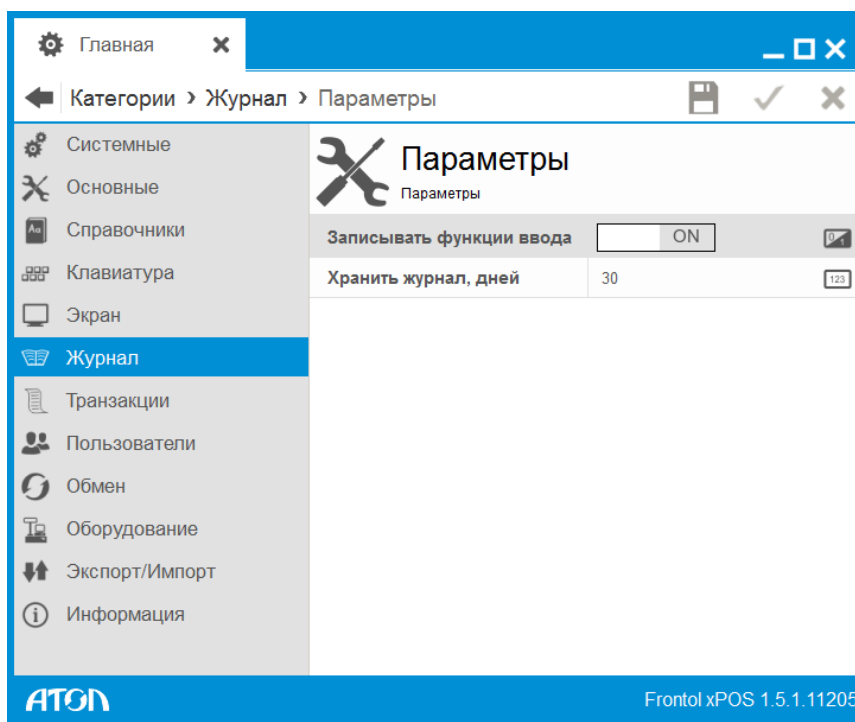 Главная
Категории › Журнал › Параметры
Системные
Основные
Справочники
Клавиатура
Экран
Журнал
Транзакции
Пользователи
Обмен
Оборудование
Экспорт/Импорт
Информация
Параметры
Параметры
Записывать функции ввода ON
Хранить журнал, дней 30 123
АТОЛ
Frontol xPOS 1.5.1.11205